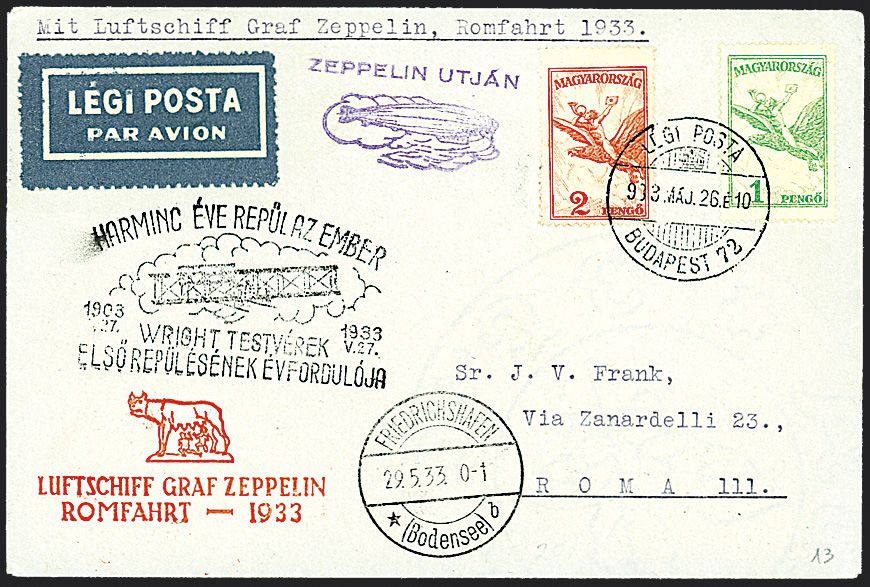 Mit Luftschiff Graf Zeppelin, Romfahrt 1933.
LÉGI POSTA
PAR AVION
ZEPPELIN UTJÁN
MAGYARORSZÁG
2 PENGŐ
MAGYARORSZÁG
1 PENGŐ
LÉGI POSTA
933.MÁJ.26.E10
BUDAPEST 72
HARMINC ÉVE REPÜL AZ EMBER
1903
V.27.
1933
V.27.
WRIGHT TESTVÉREK
ELSŐ REPÜLÉSÉNEK ÉVFORDULÓJA
LUFTSCHIFF GRAF ZEPPELIN
ROMFAHRT — 1933
FRIEDRICHSHAFEN
29.5.33. 0-1
(Bodensee) b
Sr. J. V. Frank,
Via Zanardelli 23.,
R O M A 111.
13